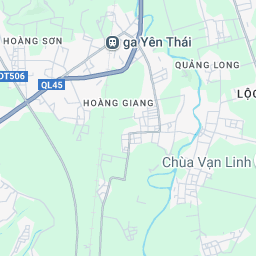 HOÀNG SƠN
ga Yên Thái
QUẢNG LONG
ĐT506
QL45
HOÀNG GIANG
LỘC
Chùa Vạn Linh